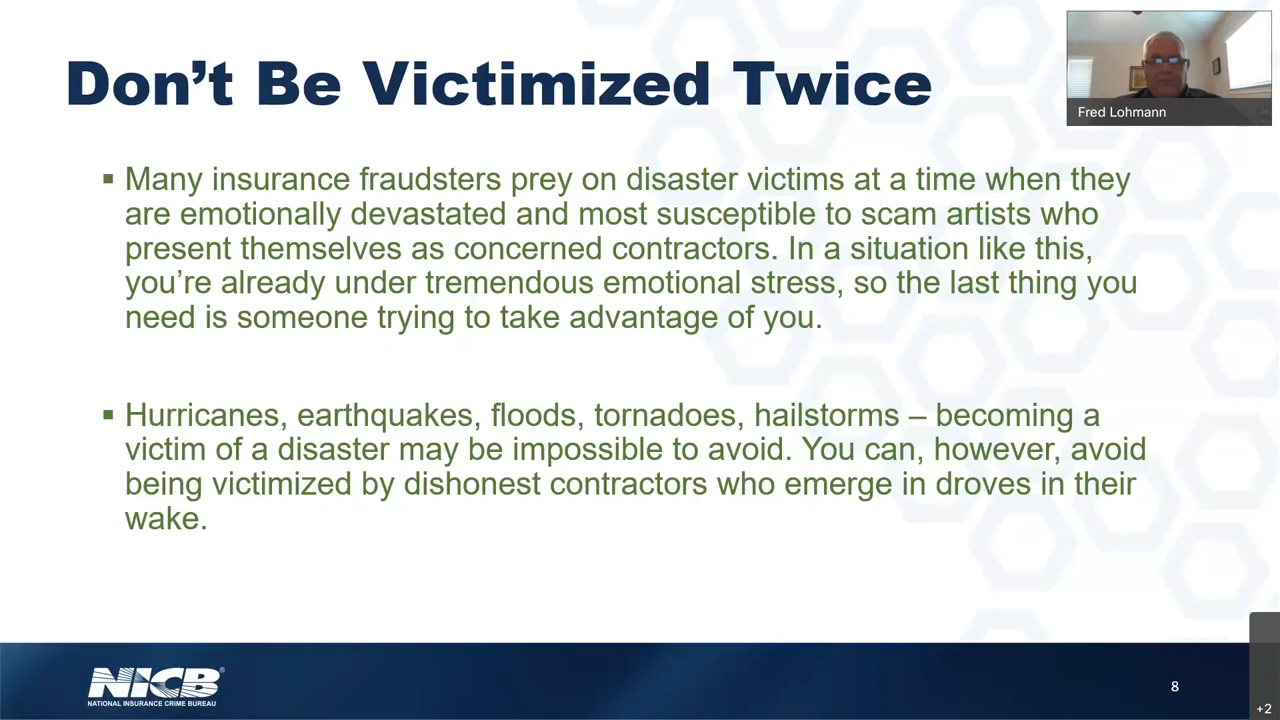 Don’t Be Victimized Twice
Fred Lohmann
▪ Many insurance fraudsters prey on disaster victims at a time when they
are emotionally devastated and most susceptible to scam artists who
present themselves as concerned contractors. In a situation like this,
you’re already under tremendous emotional stress, so the last thing you
need is someone trying to take advantage of you.
▪ Hurricanes, earthquakes, floods, tornadoes, hailstorms – becoming a
victim of a disaster may be impossible to avoid. You can, however, avoid
being victimized by dishonest contractors who emerge in droves in their
wake.
NICB®
NATIONAL INSURANCE CRIME BUREAU
8
+2